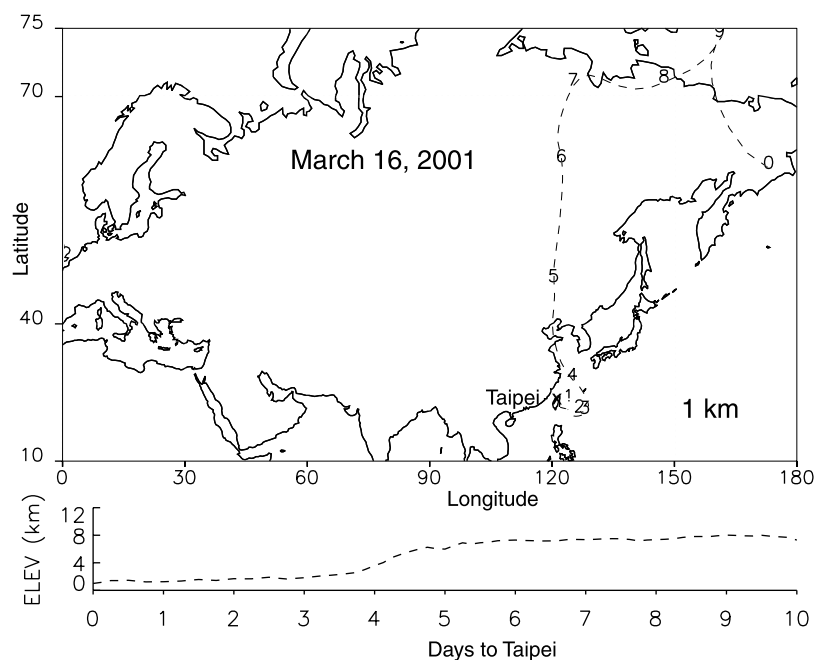 75
9
7
8
70
March 16, 2001
6
0
Latitude
5
40
4
Taipei
1
2
3
1 km
10
0 30 60 90 120 150 180
Longitude
ELEV (km)
12
8
4
0
0 1 2 3 4 5 6 7 8 9 10
Days to Taipei